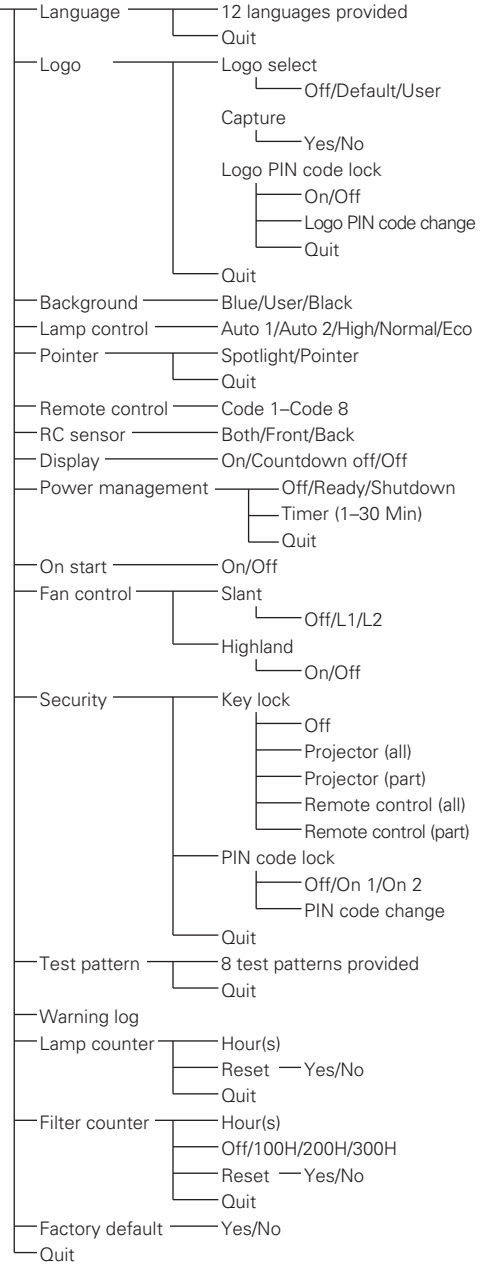 Language 12 languages provided
Quit
Logo Logo select
Off/Default/User
Capture
Yes/No
Logo PIN code lock
On/Off
Logo PIN code change
Quit
Quit
Background Blue/User/Black
Lamp control Auto 1/Auto 2/High/Normal/Eco
Pointer Spotlight/Pointer
Quit
Remote control Code 1–Code 8
RC sensor Both/Front/Back
Display On/Countdown off/Off
Power management Off/Ready/Shutdown
Timer (1–30 Min)
Quit
On start On/Off
Fan control Slant
Off/L1/L2
Highland
On/Off
Security Key lock
Off
Projector (all)
Projector (part)
Remote control (all)
Remote control (part)
PIN code lock
Off/On 1/On 2
PIN code change
Quit
Test pattern 8 test patterns provided
Quit
Warning log
Lamp counter Hour(s)
Reset Yes/No
Quit
Filter counter Hour(s)
Off/100H/200H/300H
Reset Yes/No
Quit
Factory default Yes/No
Quit